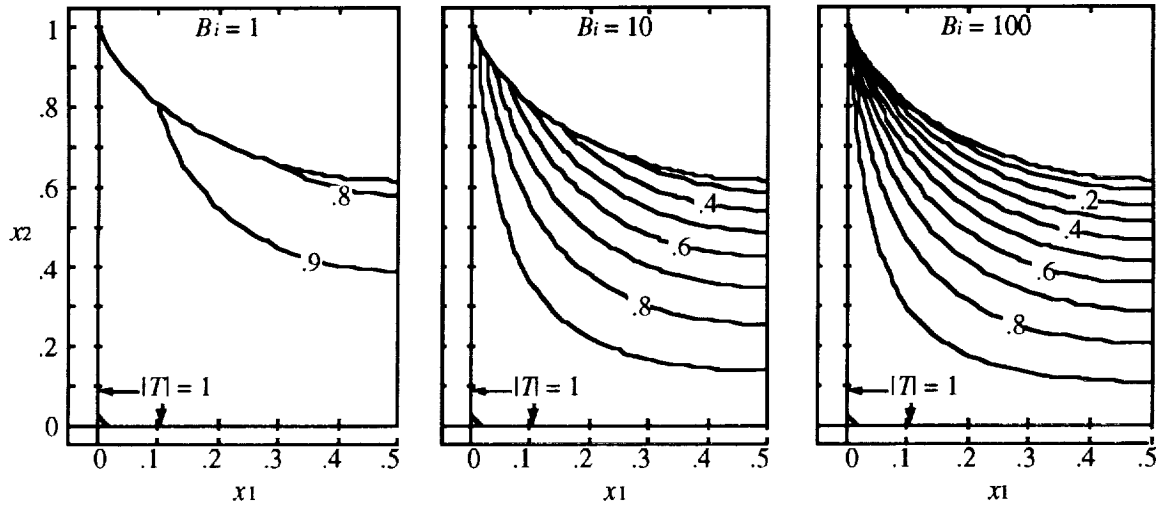 Bi = 1
1
.8
.6
.4
.2
0
x2
.8
.9
|T| = 1
0 .1 .2 .3 .4 .5
x1
Bi = 10
.4
.6
.8
|T| = 1
0 .1 .2 .3 .4 .5
x1
Bi = 100
.2
.4
.6
.8
|T| = 1
0 .1 .2 .3 .4 .5
x1